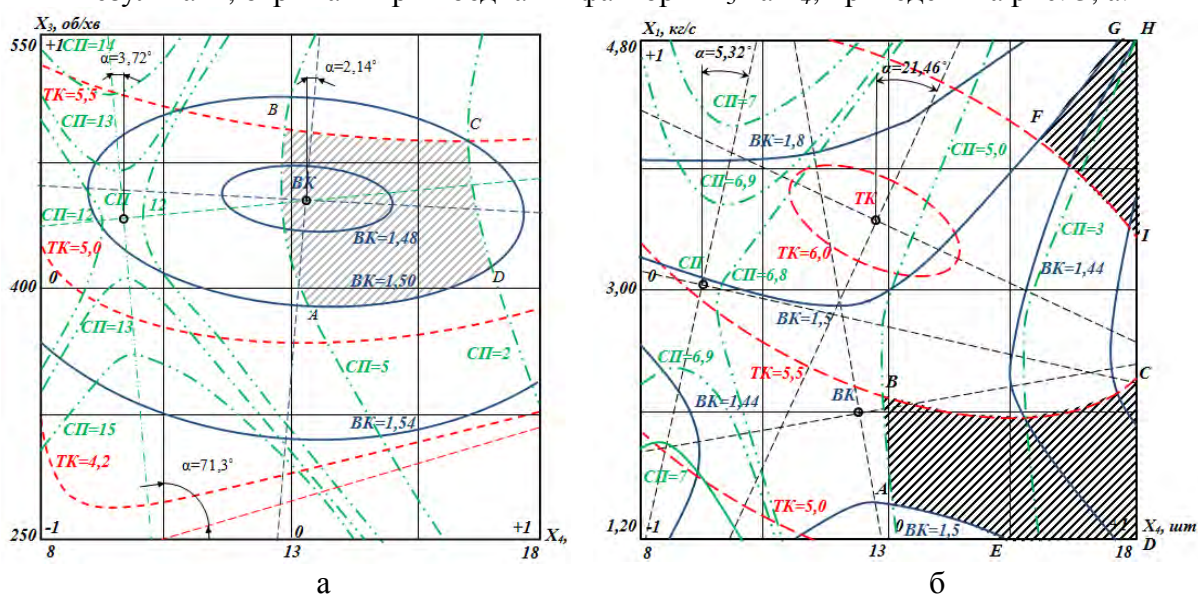 X3, об/хв
550
+1
СП=14
α=3,72°
α=2,14°
ТК=5,5
B
C
СП=13
СП
12
ВК
СП=12
ТК=5,0
ВК=1,48
0
ВК=1,50
D
400
A
СП=13
СП=5
СП=2
ВК=1,54
СП=15
ТК=4,2
α=71,3°
250
-1
0
+1
X4,
8
13
18
а
X1, кг/с
G
H
4,80
+1
α=5,32°
α=21,46°
СП=7
F
ВК=1,8
СП=5,0
СП=6,9
ТК
СП=3
I
ТК=6,0
СП
0
СП=6,8
ВК=1,44
3,00
ВК=1,5
СП=6,9
ТК=5,5
B
C
ВК=1,44
ВК
СП=7
A
ТК=5,0
1,20
-1
0
ВК=1,5
+1
X4, шт
8
13
E
18
D
б